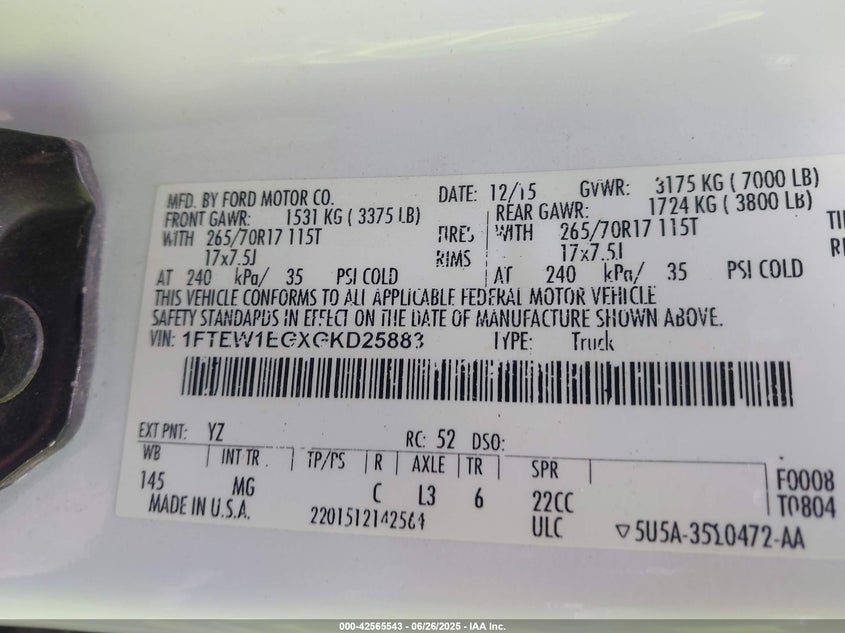 MFD. BY FORD MOTOR CO. DATE: 12/15 GVWR: 3175 KG ( 7000 LB)
FRONT GAWR: 1531 KG ( 3375 LB) REAR GAWR: 1724 KG ( 3800 LB)
WITH 265/70R17 115T TIRES WITH 265/70R17 115T TI
17x7.5J RIMS 17x7.5J RI
AT 240 kPa/ 35 PSI COLD AT 240 kPa/ 35 PSI COLD
THIS VEHICLE CONFORMS TO ALL APPLICABLE FEDERAL MOTOR VEHICLE
SAFETY STANDARDS IN EFFECT ON THE DATE OF MANUFACTURE SHOWN ABOVE.
VIN: 1FTEW1EGXGKD25883 TYPE: Truck
EXT PNT: YZ RC: 52 DSO:
WB INT TR TP/PS R AXLE TR SPR F0008
145 MG C L3 6 22CC T0804
MADE IN U.S.A. 2201512142564 ULC ▽5U5A-3510472-AA
000-42565543 / 06/26/2025 - IAA Inc.